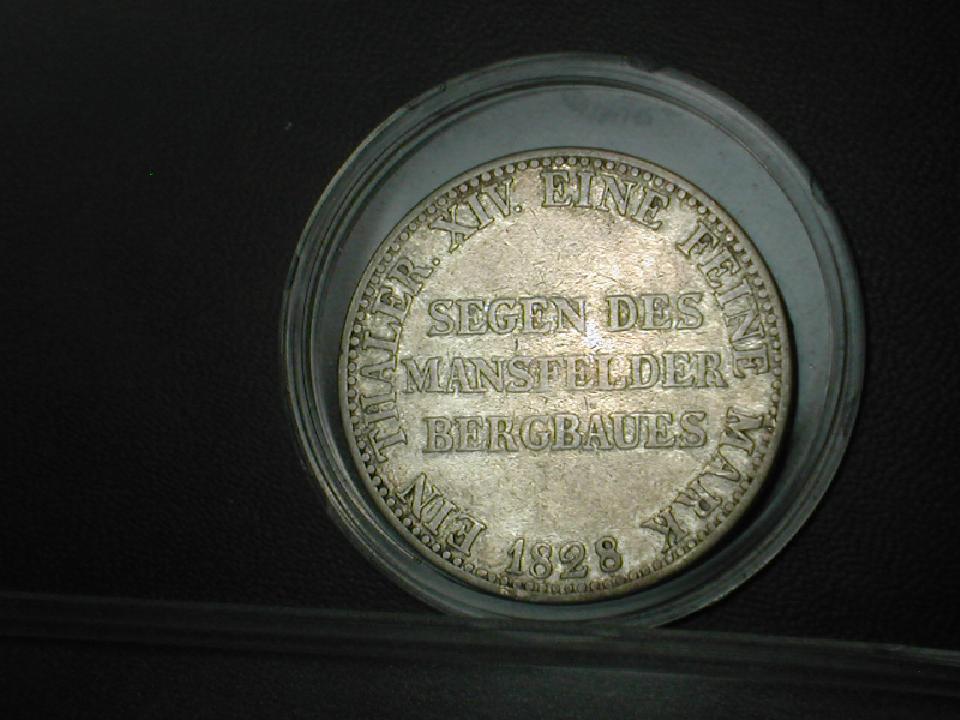 EIN THALER. XIV. EINE FEINE MARK
SEGEN DES
MANSFELDER
BERGBAUES
1828